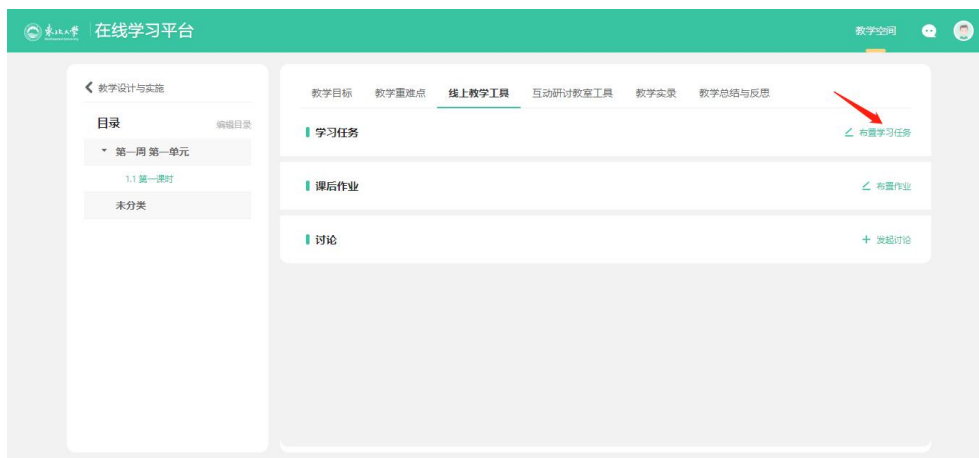 东北大学 在线学习平台
教学空间
教学设计与实施
目录 编辑目录
第一周 第一单元
1.1 第一课时
未分类
教学目标 教学重难点 线上教学工具 互动研讨教室工具 教学实录 教学总结与反思
学习任务 布置学习任务
课后作业 布置作业
讨论 + 发起讨论